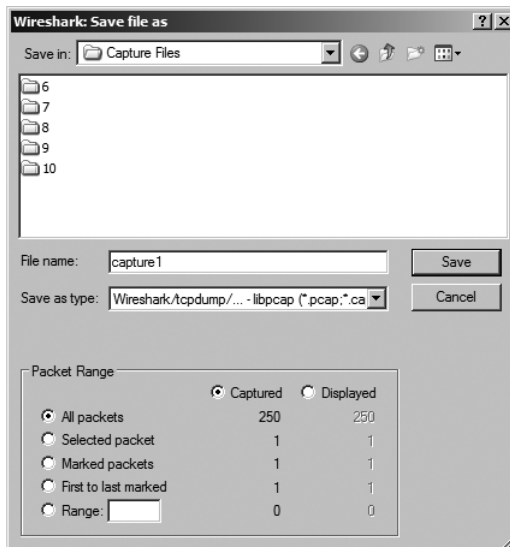 Wireshark: Save file as
Save in: Capture Files
6
7
8
9
10
File name: capture1 Save
Save as type: Wireshark/tcpdump/... - libpcap (*.pcap;*.ca Cancel
Packet Range
Captured Displayed
All packets 250 250
Selected packet 1 1
Marked packets 1 1
First to last marked 1 1
Range: 0 0